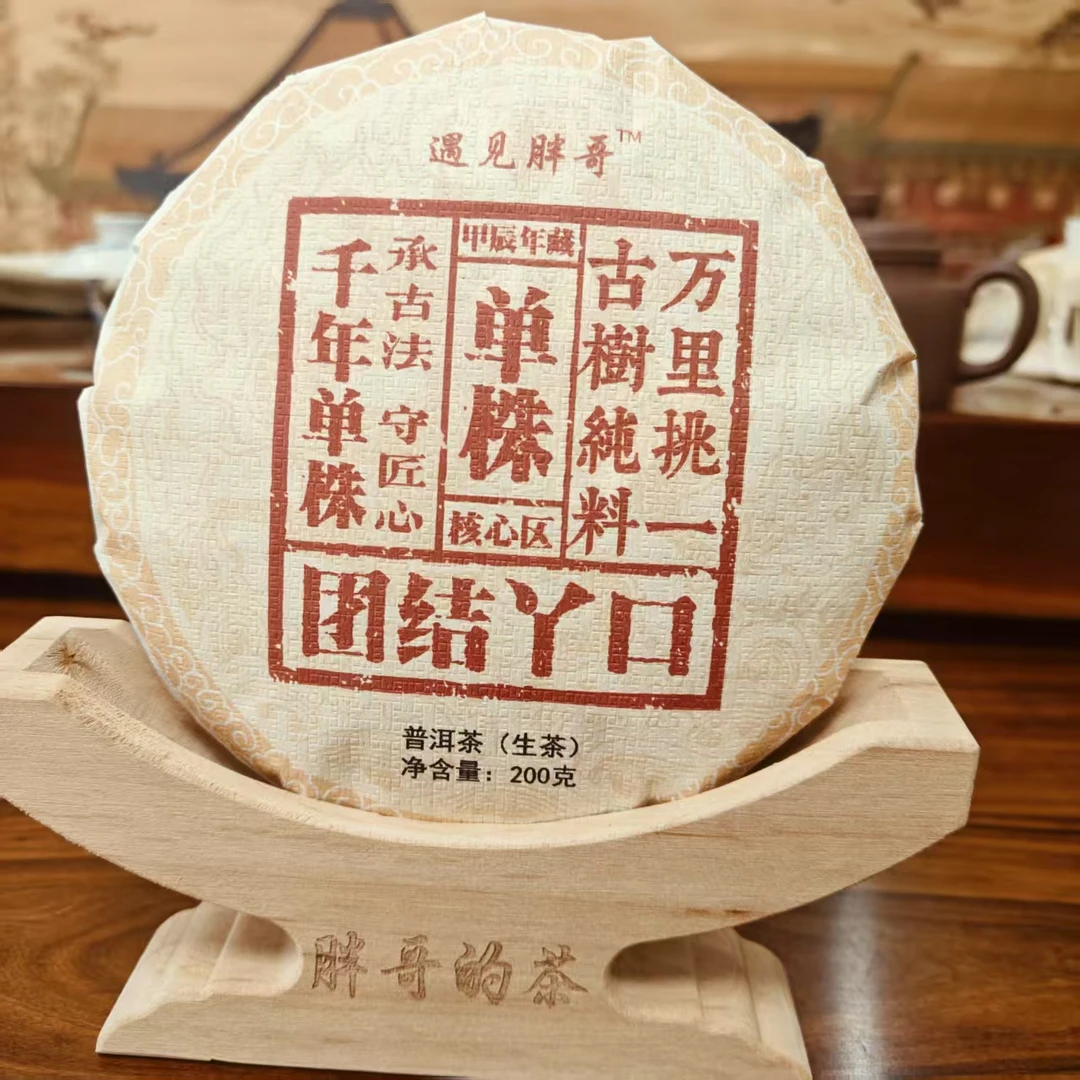 遇见胖哥™
万里挑一
古樹純料
甲辰年藏
单株
核心区
承古法 守匠心
千年单株
团结丫口
普洱茶（生茶）
净含量：200克
胖哥的茶